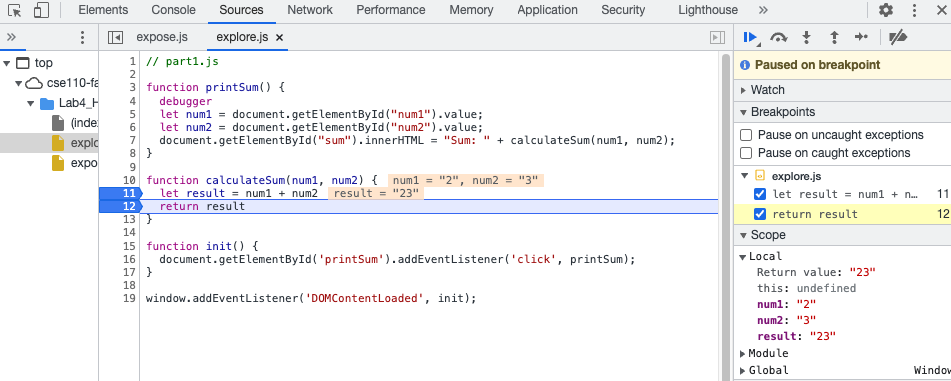 Elements Console Sources Network Performance Memory Application Security Lighthouse »
» expose.js explore.js ×
top
cse110-fa
Lab4_H
(inde
explo
expo
1 // part1.js
2
3 function printSum() {
4 debugger
5 let num1 = document.getElementById("num1").value;
6 let num2 = document.getElementById("num2").value;
7 document.getElementById("sum").innerHTML = "Sum: " + calculateSum(num1, num2);
8 }
9
10 function calculateSum(num1, num2) { num1 = "2", num2 = "3"
11 let result = num1 + num2 result = "23"
12 return result
13 }
14
15 function init() {
16 document.getElementById('printSum').addEventListener('click', printSum);
17 }
18
19 window.addEventListener('DOMContentLoaded', init);
Paused on breakpoint
Watch
Breakpoints
Pause on uncaught exceptions
Pause on caught exceptions
explore.js
let result = num1 + n… 11
return result 12
Scope
Local
Return value: "23"
this: undefined
num1: "2"
num2: "3"
result: "23"
Module
Global Window